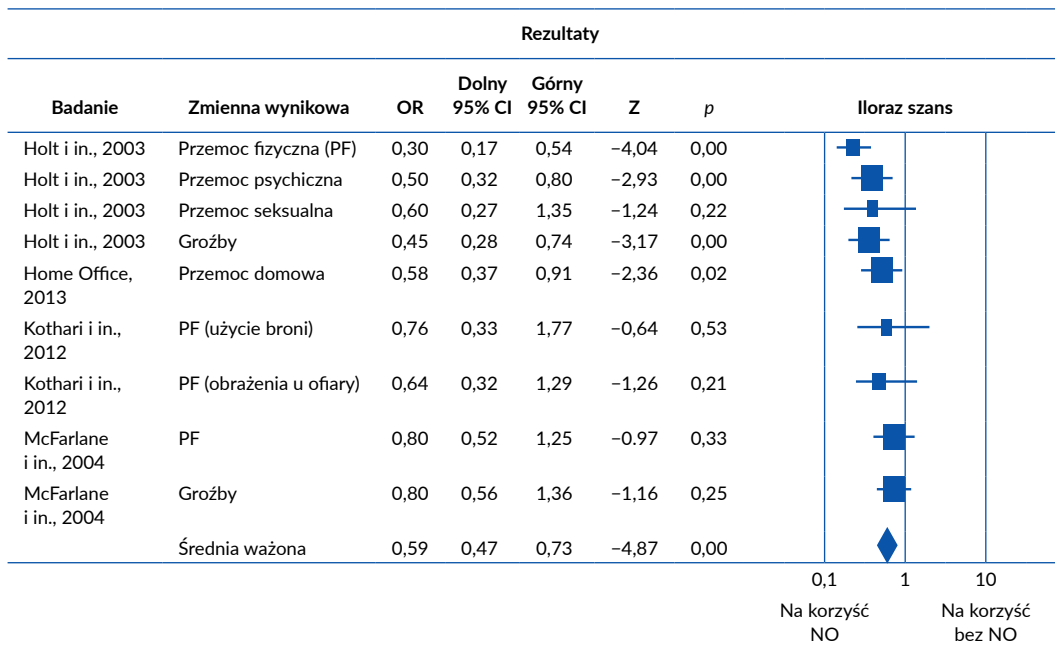 Rezultaty
Badanie Zmienna wynikowa OR Dolny 95% CI Górny 95% CI Z p Iloraz szans
Holt i in., 2003 Przemoc fizyczna (PF) 0,30 0,17 0,54 −4,04 0,00
Holt i in., 2003 Przemoc psychiczna 0,50 0,32 0,80 −2,93 0,00
Holt i in., 2003 Przemoc seksualna 0,60 0,27 1,35 −1,24 0,22
Holt i in., 2003 Groźby 0,45 0,28 0,74 −3,17 0,00
Home Office, Przemoc domowa 0,58 0,37 0,91 −2,36 0,02
2013
Kothari i in., PF (użycie broni) 0,76 0,33 1,77 −0,64 0,53
2012
Kothari i in., PF (obrażenia u ofiary) 0,64 0,32 1,29 −1,26 0,21
2012
McFarlane PF 0,80 0,52 1,25 −0.97 0,33
i in., 2004
McFarlane Groźby 0,80 0,56 1,36 −1,16 0,25
i in., 2004
Średnia ważona 0,59 0,47 0,73 −4,87 0,00
0,1 1 10
Na korzyść Na korzyść
NO bez NO